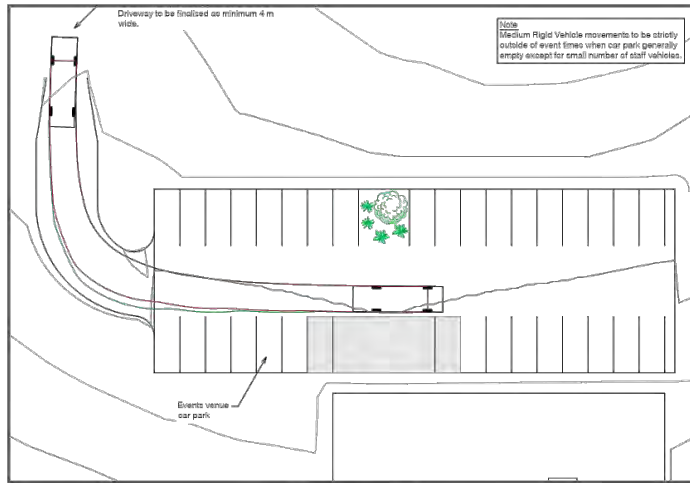 Driveway to be finalised as minimum 4 m
wide.
Note
Medium Rigid Vehicle movements to be strictly
outside of event times when car park generally
empty except for small number of staff vehicles.
Events venue
car park